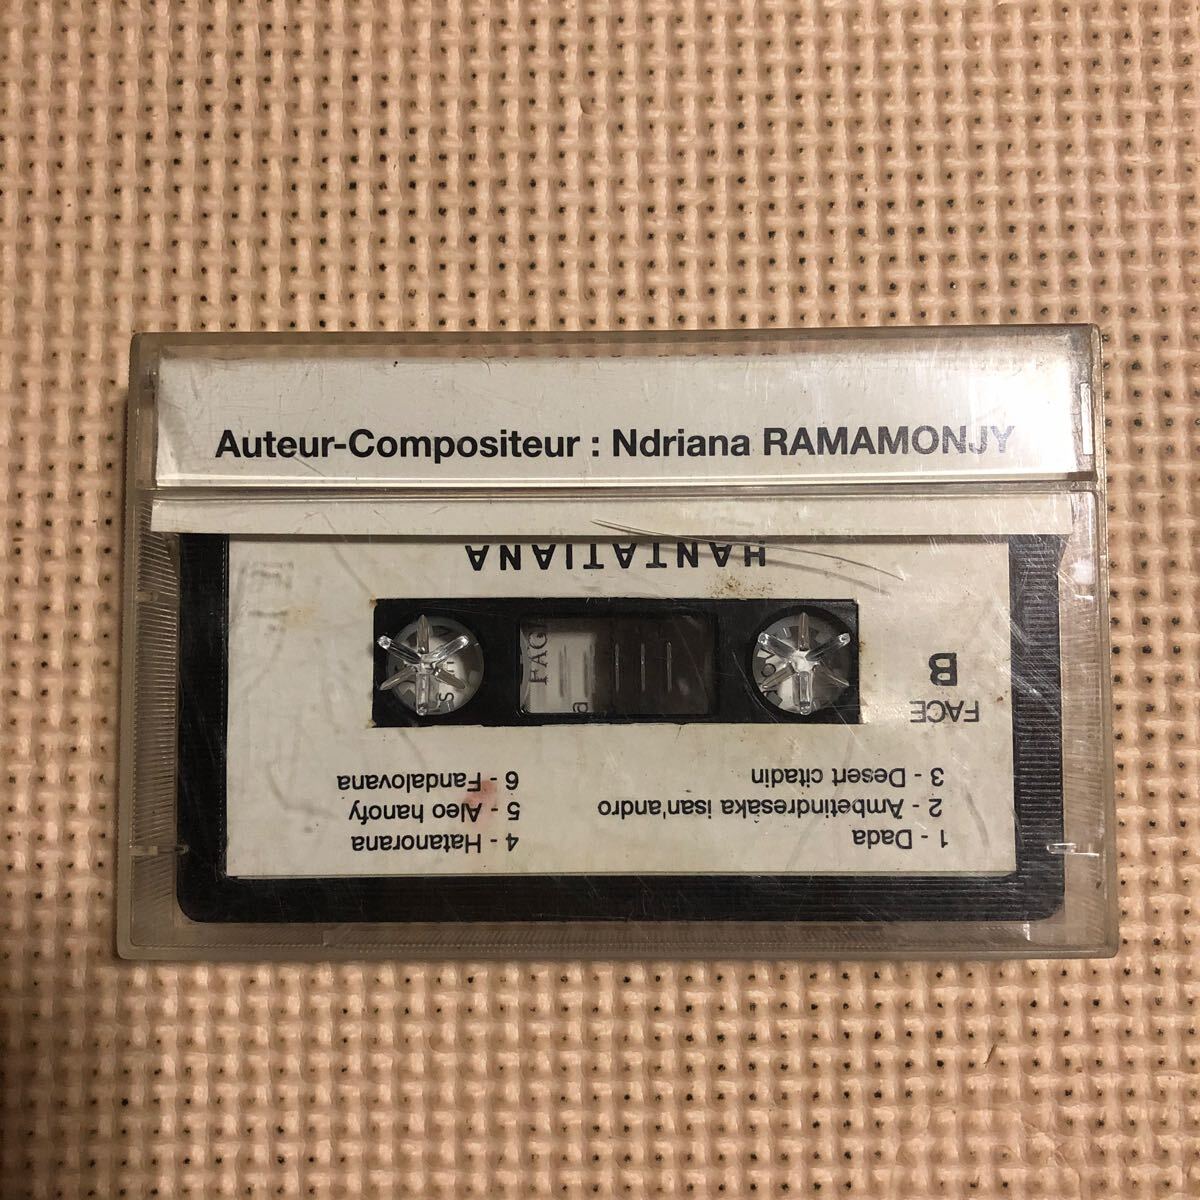 Auteur-Compositeur : Ndriana RAMAMONJY
HANTATIANA
FACE
B
1 - Dada
2 - Ambetindresaka isan'andro
3 - Desert citadin
4 - Hatanorana
5 - Aleo hanofy
6 - Fandalovana